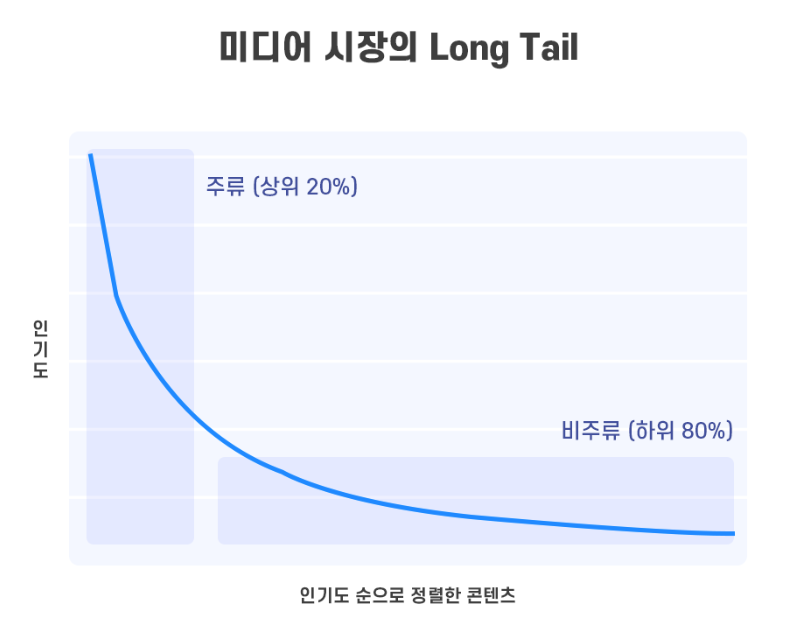 미디어 시장의 Long Tail
주류 (상위 20%)
인기도
비주류 (하위 80%)
인기도 순으로 정렬한 콘텐츠